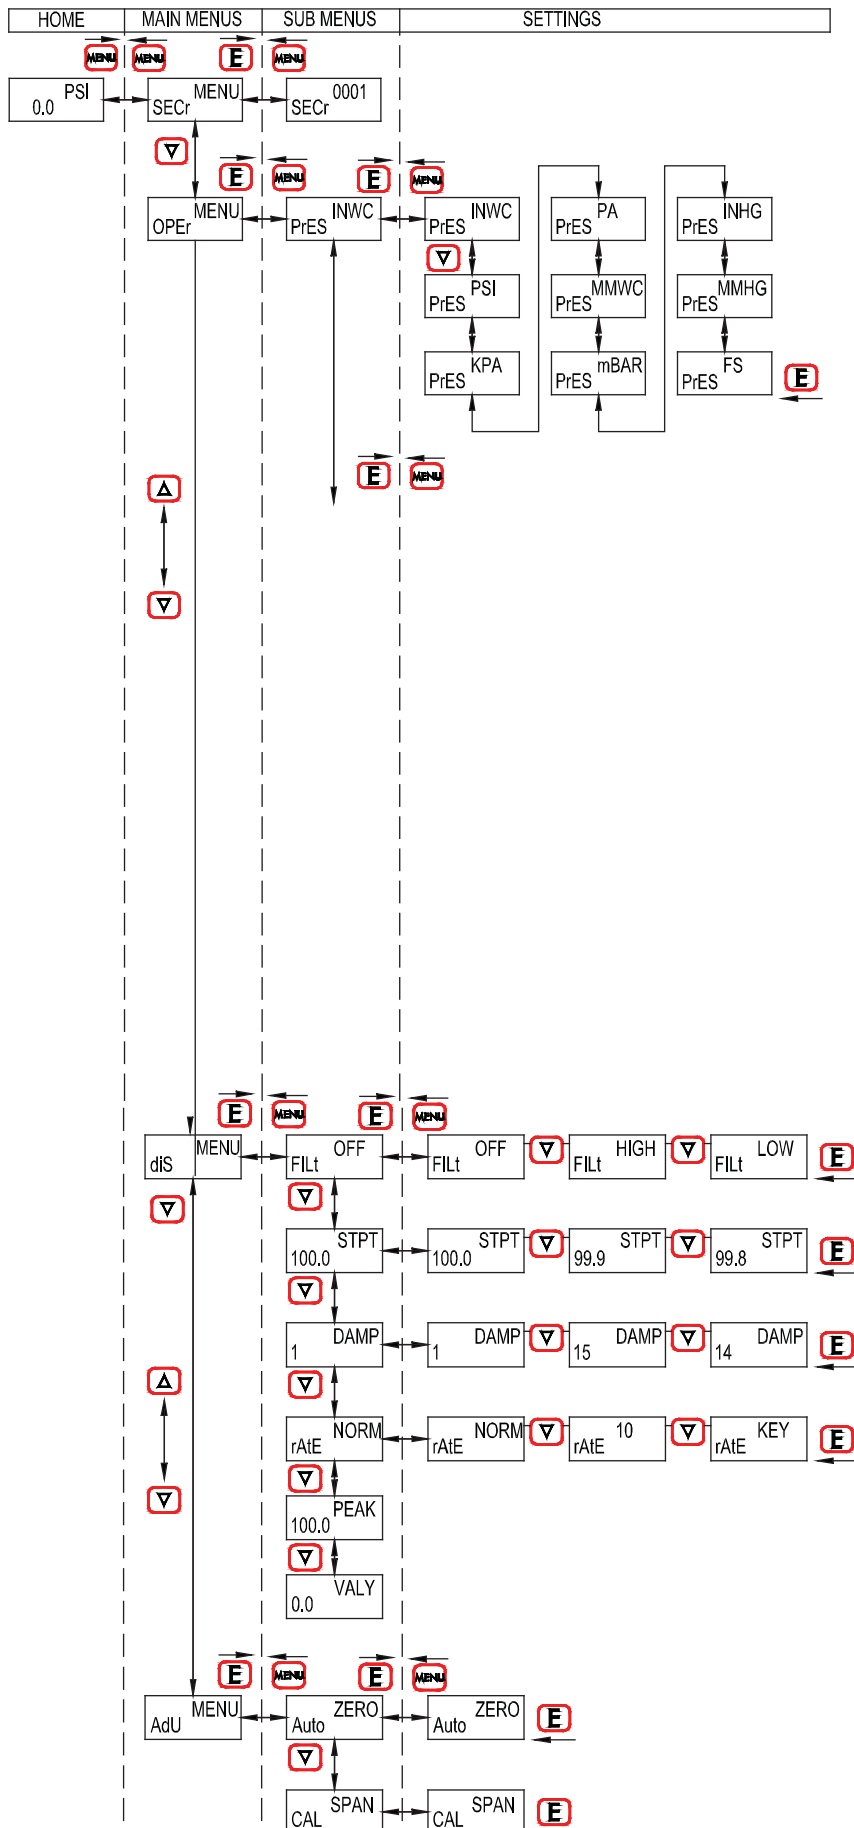 HOME MAIN MENUS SUB MENUS SETTINGS
MENU MENU E MENU
PSI MENU 0001
0.0 SECr SECr
▽
E MENU E MENU
MENU INWC INWC PA INHG
OPEr PrES PrES PrES PrES
▽
PSI MMWC MMHG
PrES PrES PrES
KPA mBAR FS E
PrES PrES PrES
E MENU
△
▽
E MENU E MENU
MENU OFF OFF ▽ HIGH ▽ LOW E
diS FILt FILt FILt FILt
▽ ▽
STPT STPT ▽ STPT ▽ STPT E
100.0 100.0 99.9 99.8
▽
DAMP DAMP ▽ DAMP ▽ DAMP E
1 1 15 14
△ ▽
NORM NORM ▽ 10 ▽ KEY E
rAtE rAtE rAtE rAtE
▽ ▽
PEAK
100.0
▽
VALY
0.0
E MENU E MENU
MENU ZERO ZERO E
AdU Auto Auto
▽
SPAN SPAN E
CAL CAL